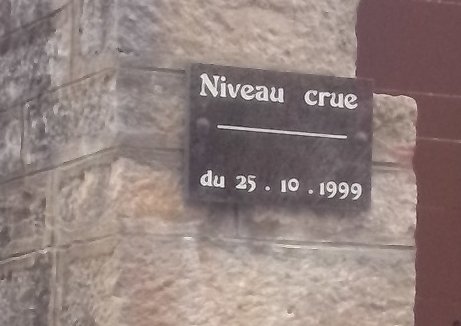 Niveau crue
du 25 . 10 . 1999